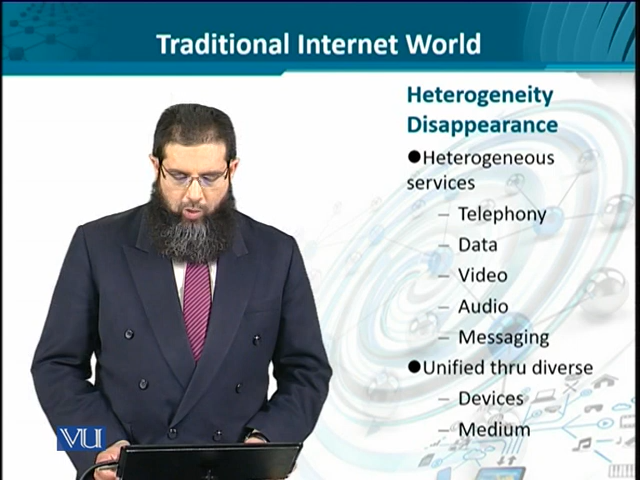 Traditional Internet World
Heterogeneity
Disappearance
●Heterogeneous
services
– Telephony
– Data
– Video
– Audio
– Messaging
●Unified thru diverse
– Devices
– Medium
VU